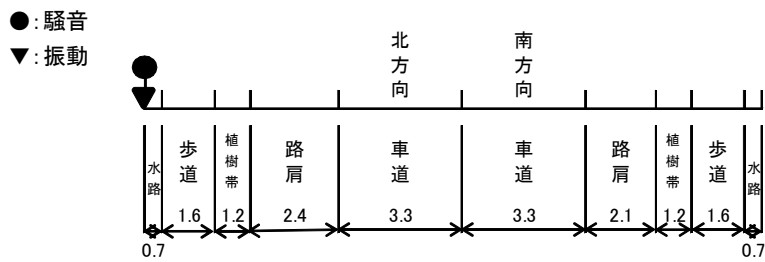 ●：騒音
▼：振動
北方向
南方向
水路
歩道
植樹帯
路肩
車道
車道
路肩
植樹帯
歩道
水路
1.6
1.2
2.4
3.3
3.3
2.1
1.2
1.6
0.7
0.7